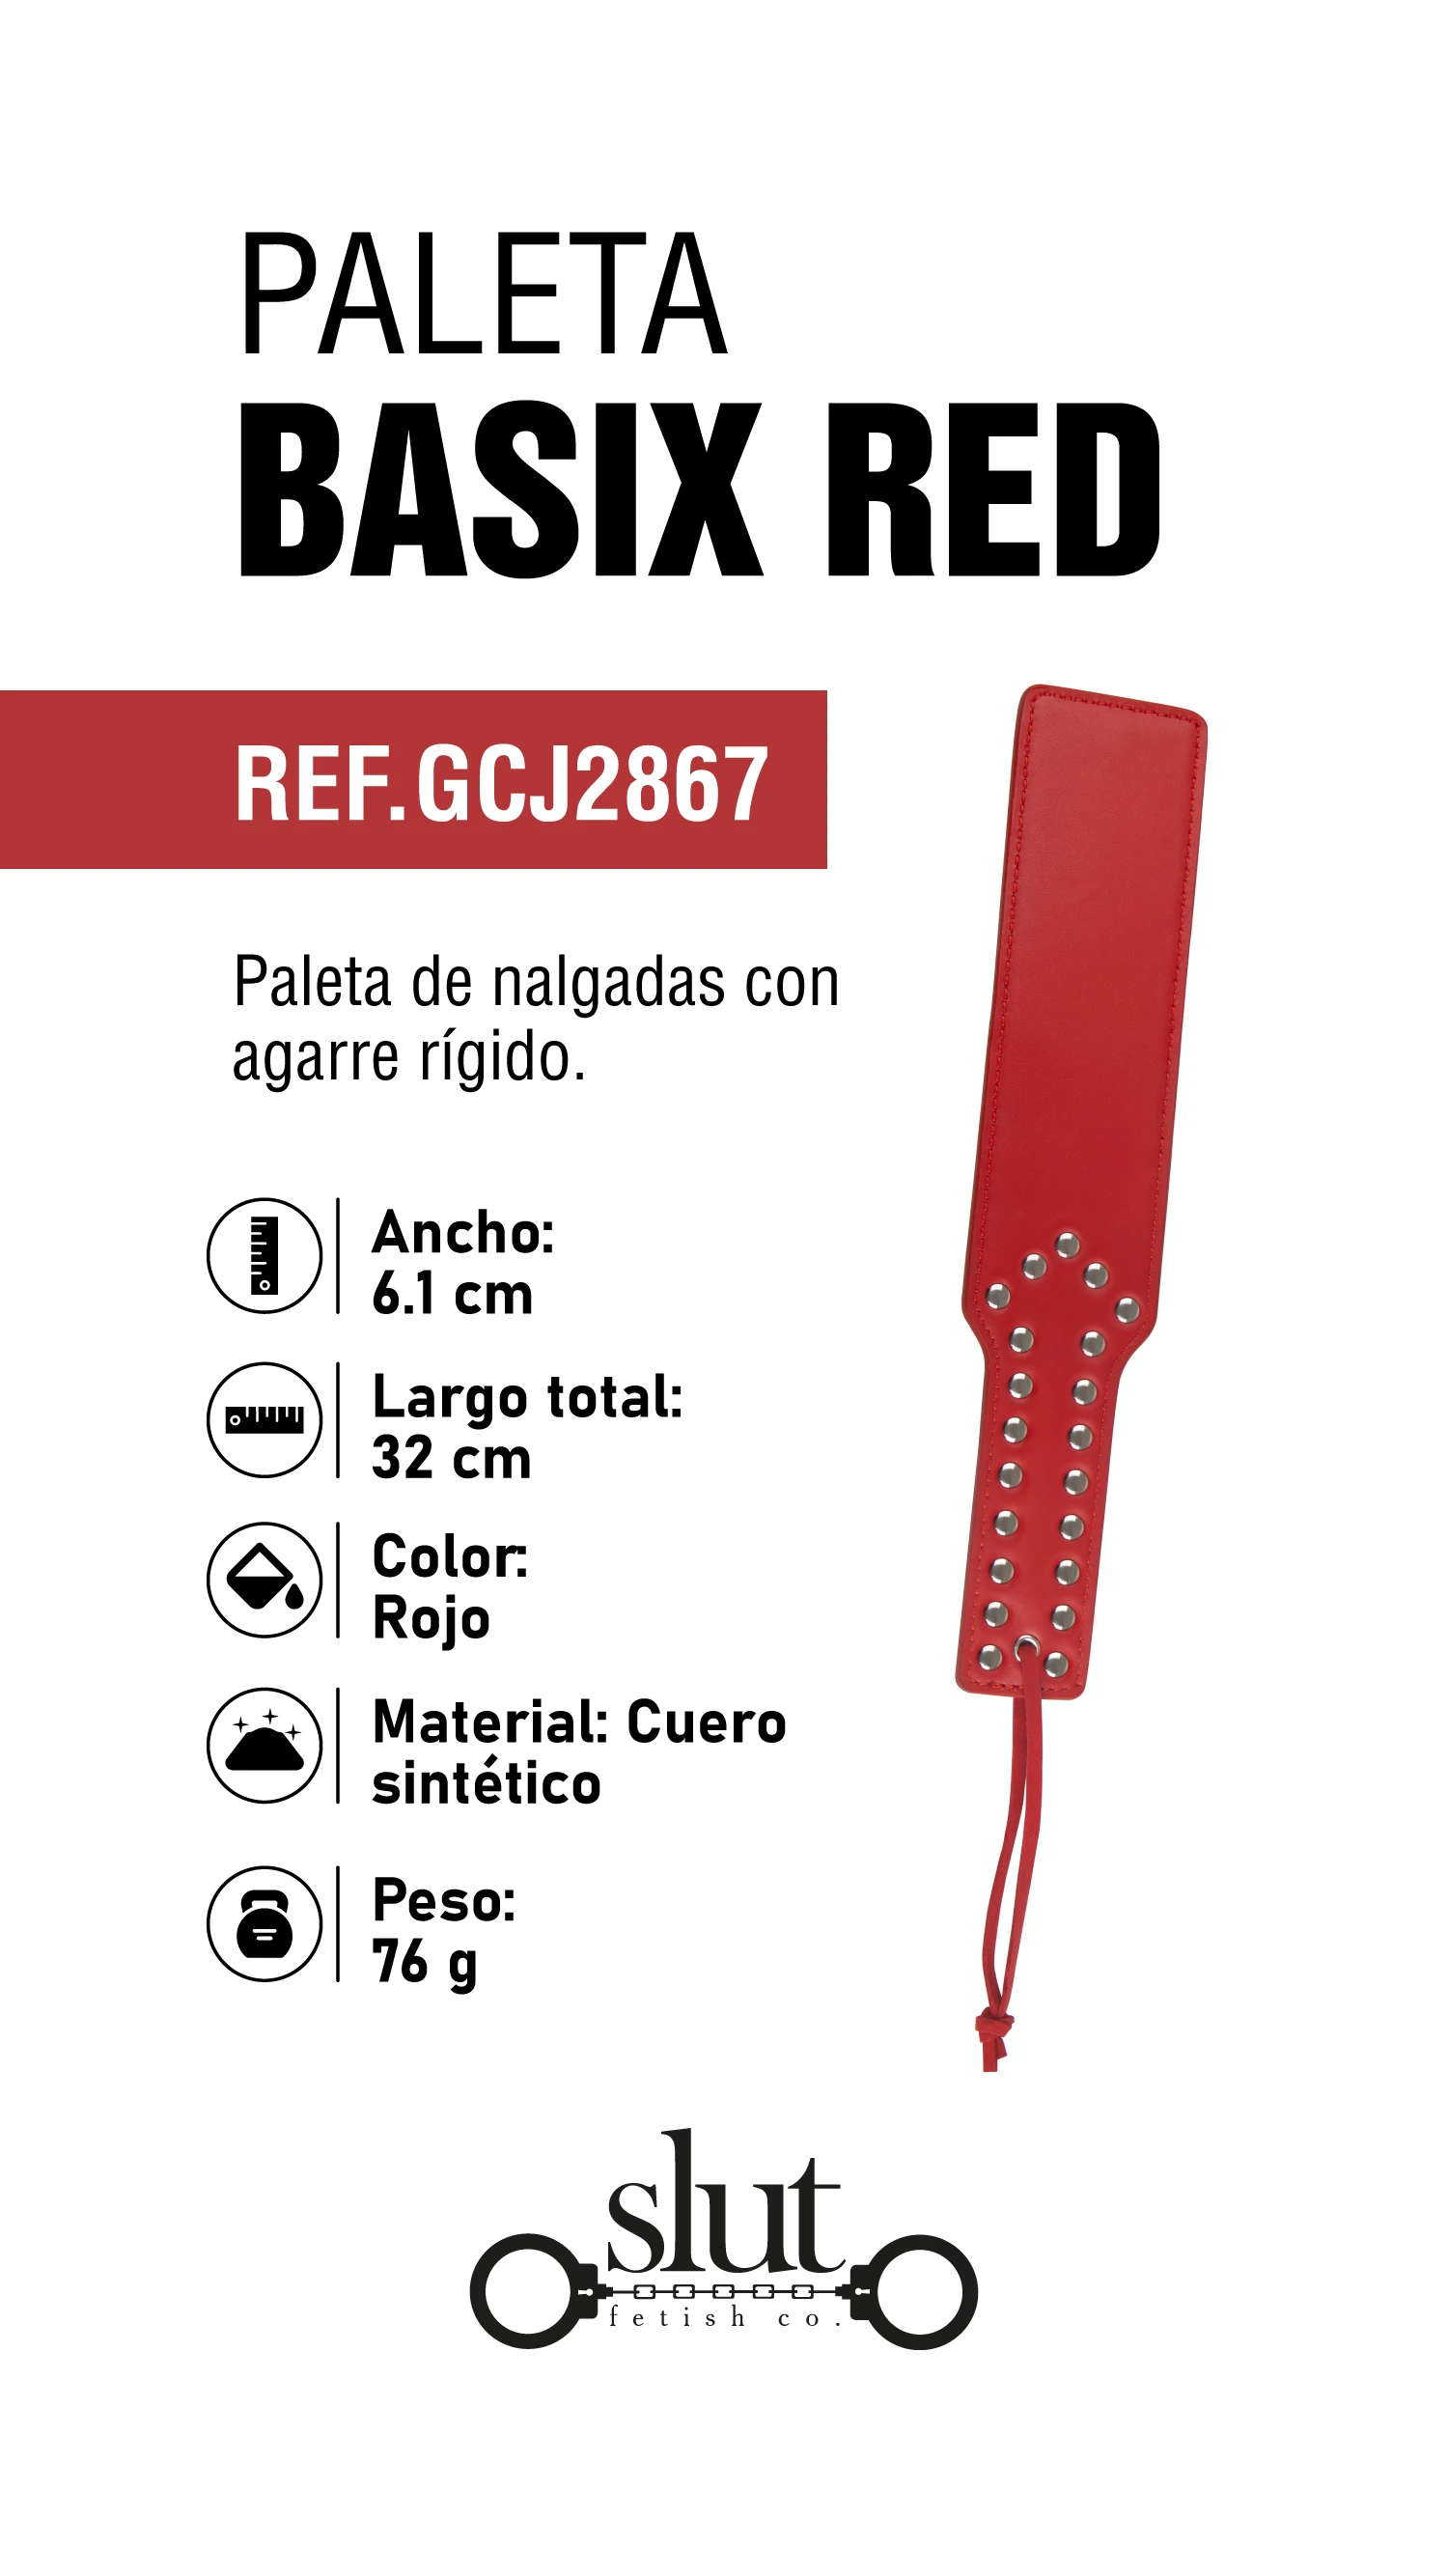 PALETA
BASIX RED
REF.GCJ2867
Paleta de nalgadas con
agarre rígido.
Ancho:
6.1 cm
Largo total:
32 cm
Color:
Rojo
Material: Cuero
sintético
Peso:
76 g
slut
fetish co.